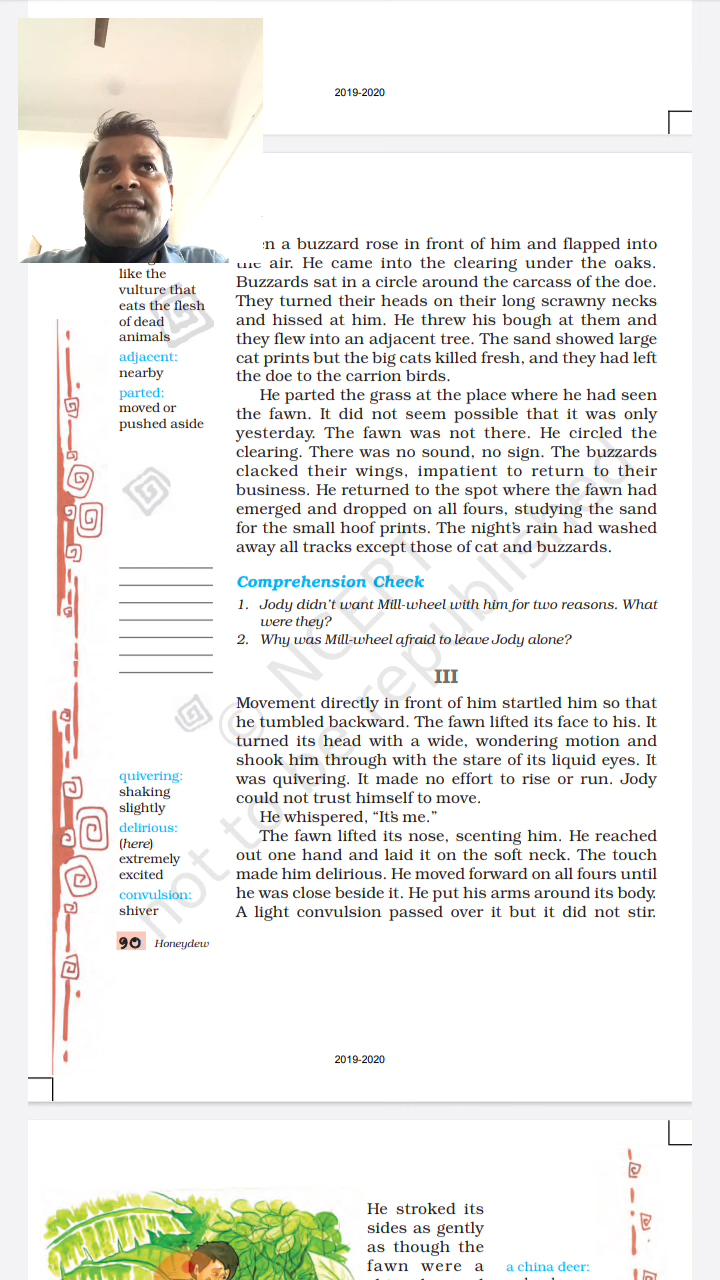 2019-2020
a buzzard rose in front of him and flapped into
air. He came into the clearing under the oaks.
Buzzards sat in a circle around the carcass of the doe.
They turned their heads on their long scrawny necks
and hissed at him. He threw his bough at them and
they flew into an adjacent tree. The sand showed large
cat prints but the big cats killed fresh, and they had left
the doe to the carrion birds.
He parted the grass at the place where he had seen
the fawn. It did not seem possible that it was only
yesterday. The fawn was not there. He circled the
clearing. There was no sound, no sign. The buzzards
clacked their wings, impatient to return to their
business. He returned to the spot where the fawn had
emerged and dropped on all fours, studying the sand
for the small hoof prints. The night's rain had washed
away all tracks except those of cat and buzzards.
like the
vulture that
eats the flesh
of dead
animals
adjacent:
nearby
parted:
moved or
pushed aside
Comprehension Check
1. Jody didn't want Mill-wheel with him for two reasons. What
were they?
2. Why was Mill-wheel afraid to leave Jody alone?
III
Movement directly in front of him startled him so that
he tumbled backward. The fawn lifted its face to his. It
turned its head with a wide, wondering motion and
shook him through with the stare of its liquid eyes. It
was quivering. It made no effort to rise or run. Jody
could not trust himself to move.
He whispered, “It's me.”
The fawn lifted its nose, scenting him. He reached
out one hand and laid it on the soft neck. The touch
made him delirious. He moved forward on all fours until
he was close beside it. He put his arms around its body.
A light convulsion passed over it but it did not stir.
quivering:
shaking
slightly
delirious:
(here)
extremely
excited
convulsion:
shiver
90 Honeydew
© NCERT
not to be republished
2019-2020
He stroked its
sides as gently
as though the
fawn were a
a china deer: